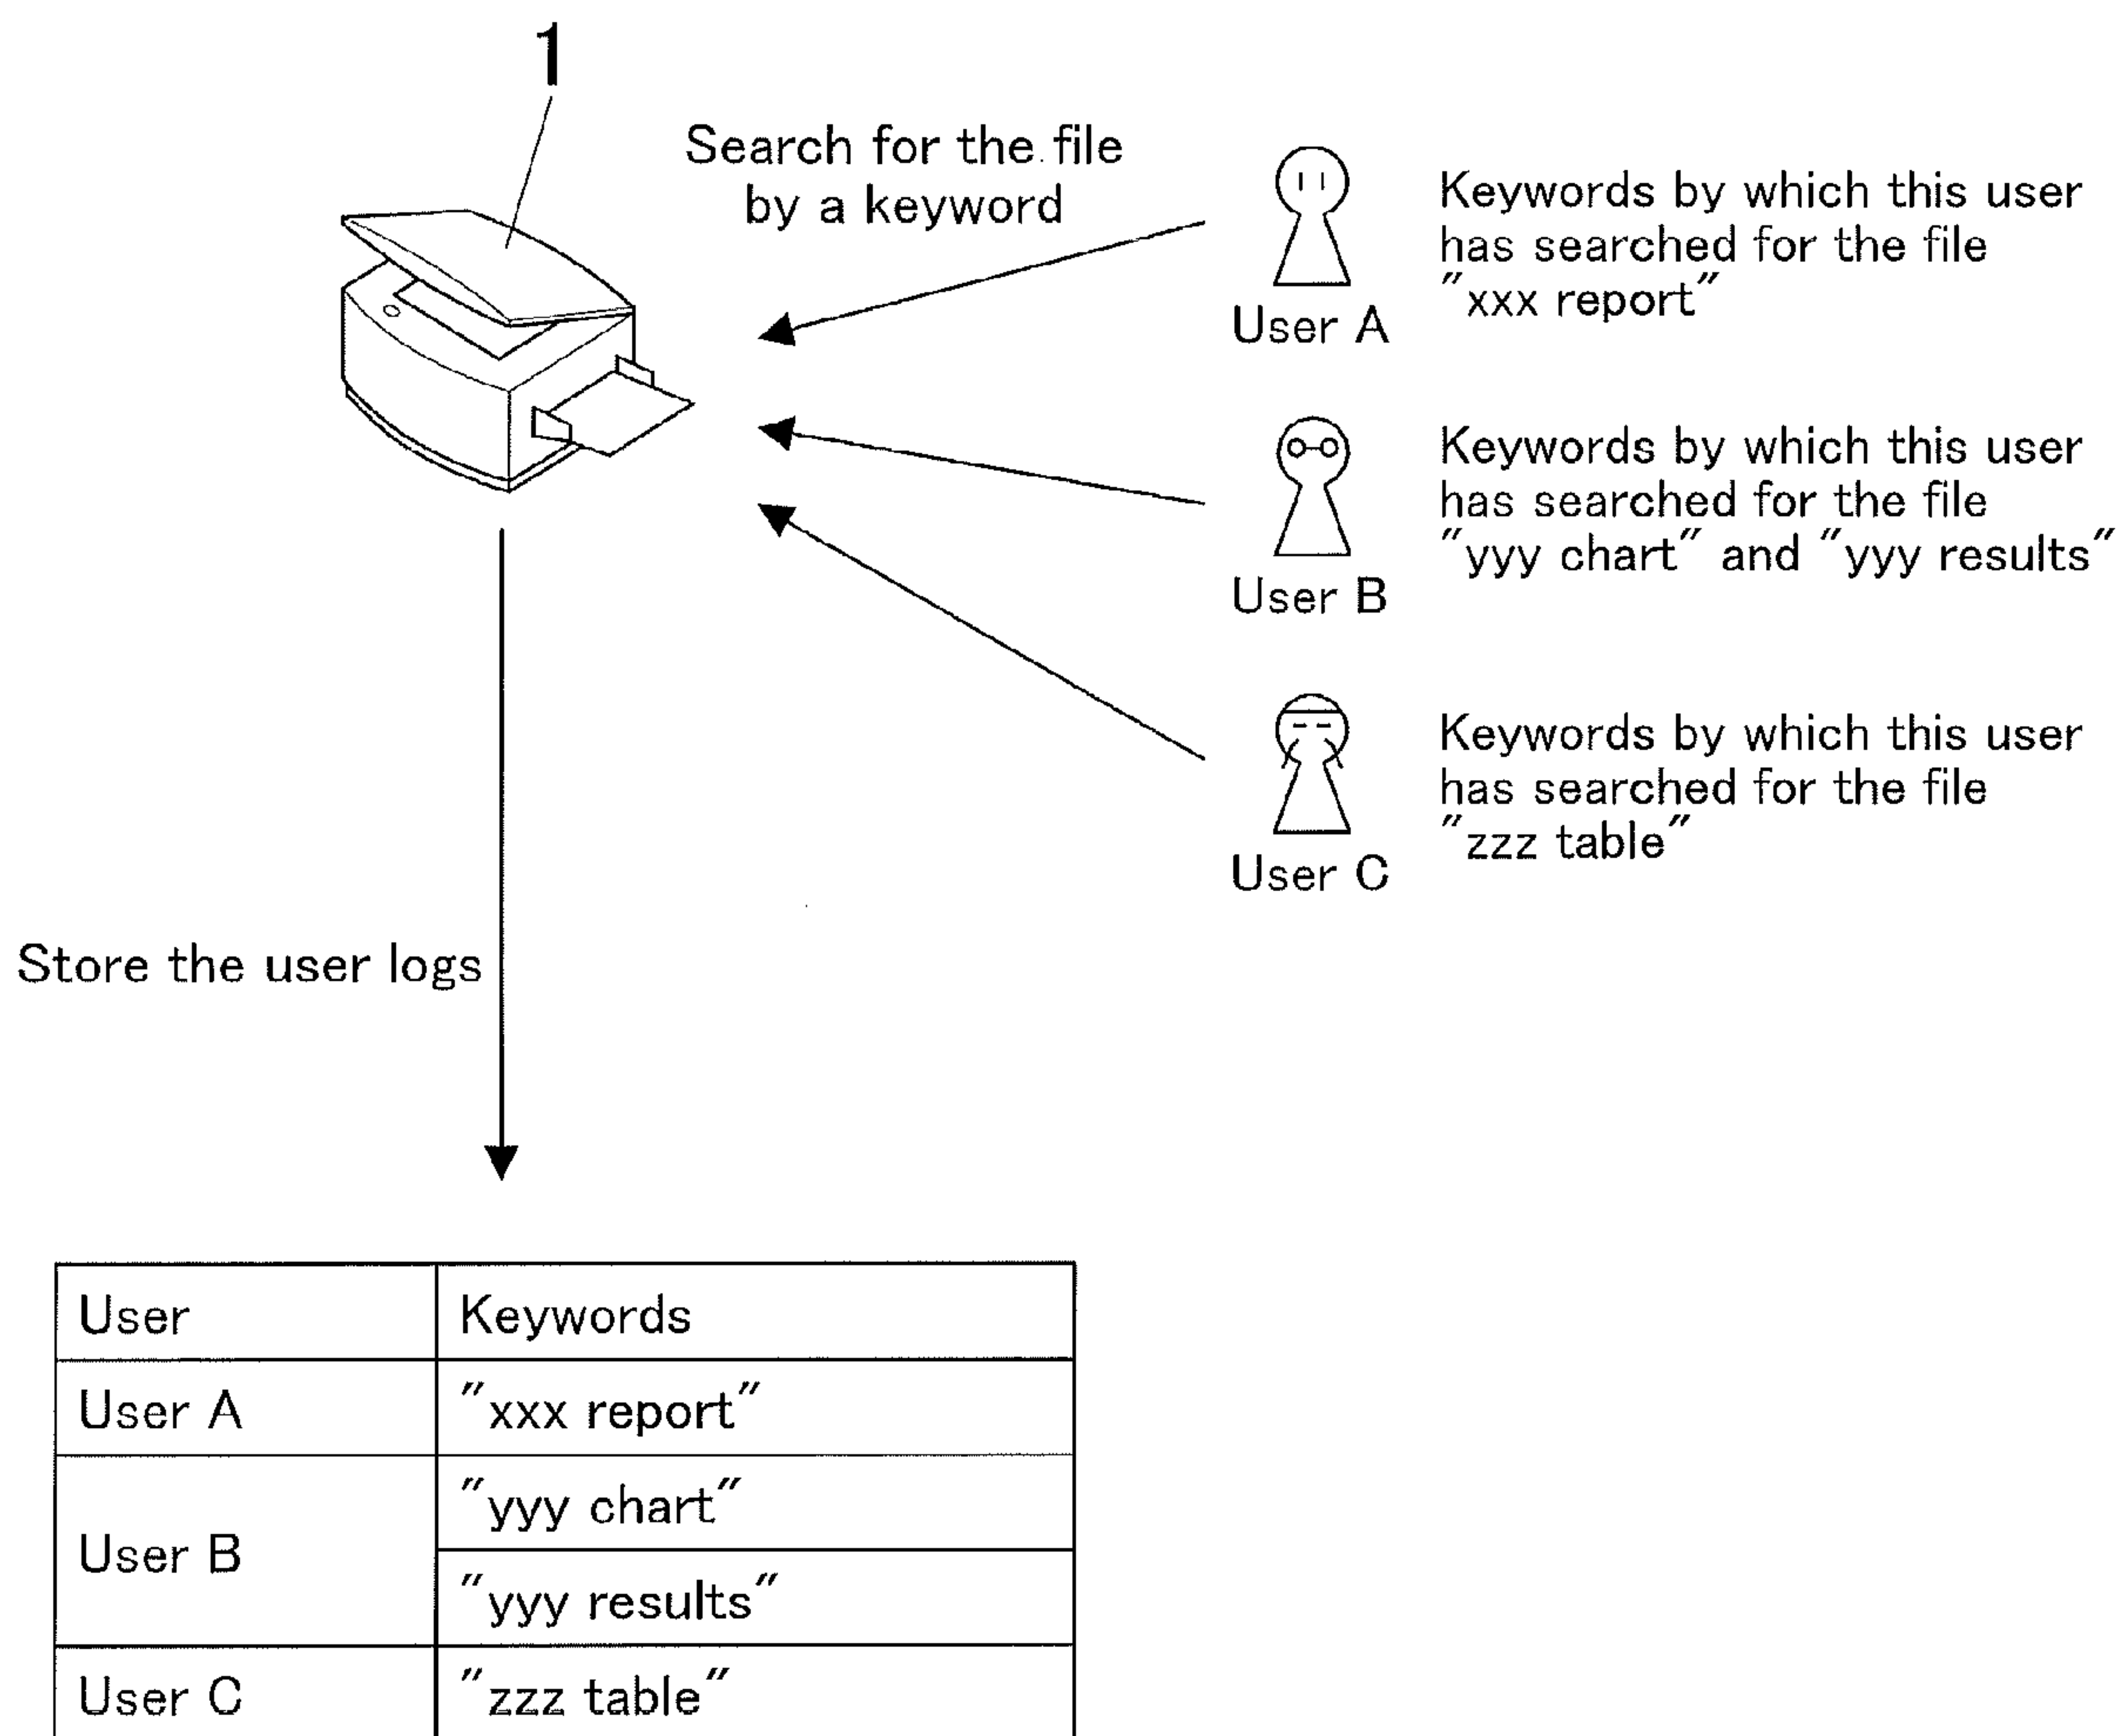 1
Search for the file
by a keyword
User A
Keywords by which this user
has searched for the file
"xxx report"
User B
Keywords by which this user
has searched for the file
"yyy chart" and "yyy results"
User C
Keywords by which this user
has searched for the file
"zzz table"
Store the user logs
User Keywords
User A "xxx report"
User B "yyy chart"
"yyy results"
User C "zzz table"